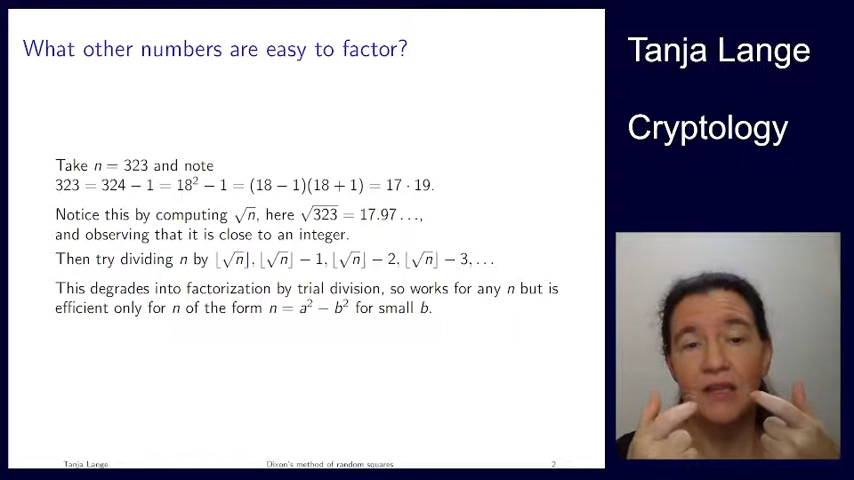 What other numbers are easy to factor?
Take n = 323 and note
323 = 324 − 1 = 18² − 1 = (18 − 1)(18 + 1) = 17 · 19.
Notice this by computing √n, here √323 = 17.97 . . .,
and observing that it is close to an integer.
Then try dividing n by ⌊√n⌋, ⌊√n⌋ − 1, ⌊√n⌋ − 2, ⌊√n⌋ − 3, . . .
This degrades into factorization by trial division, so works for any n but is
efficient only for n of the form n = a² − b² for small b.
Tanja Lange
Dixon's method of random squares
2
Tanja Lange
Cryptology